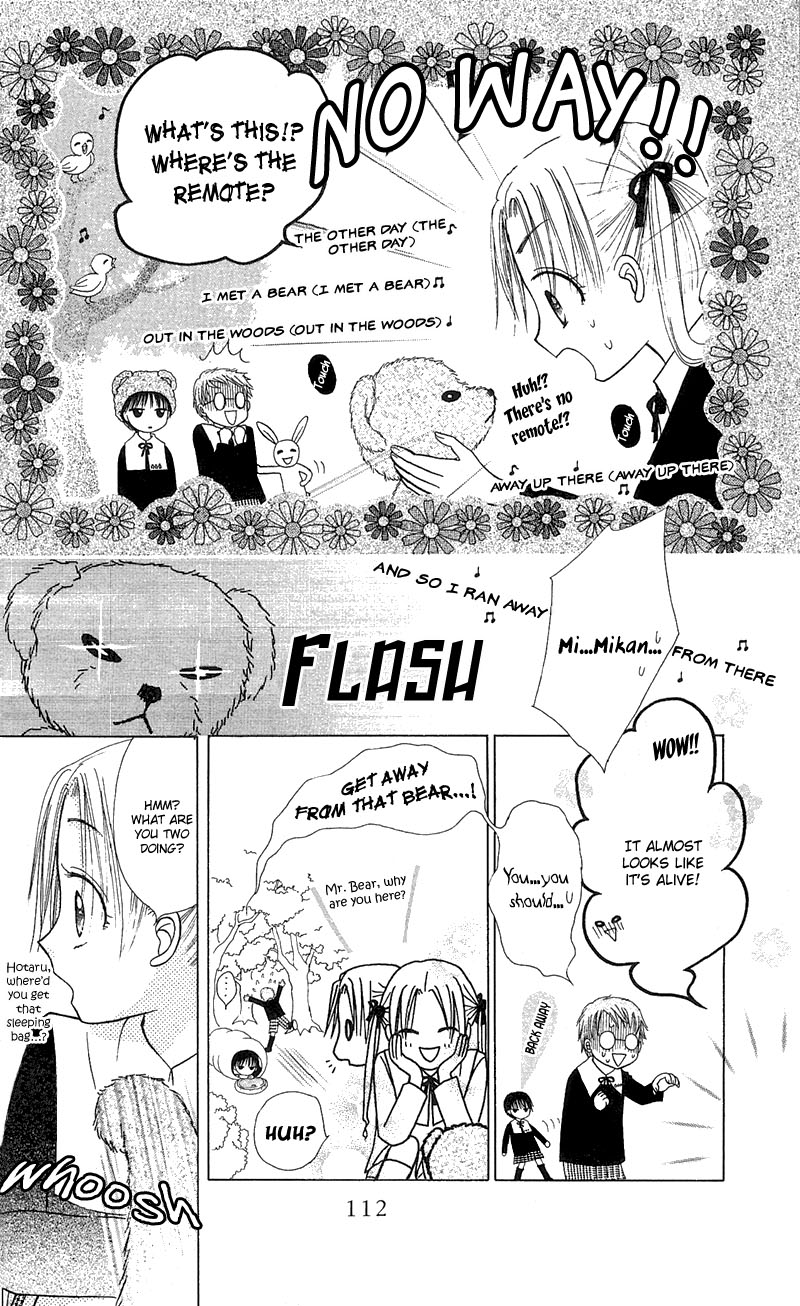 NO WAY!!
WHAT'S THIS!?
WHERE'S THE
REMOTE?
THE OTHER DAY (THE
OTHER DAY)
I MET A BEAR (I MET A BEAR)
OUT IN THE WOODS (OUT IN THE WOODS)
Touch
Huh!?
There's no
remote!?
Touch
AWAY UP THERE (AWAY UP THERE)
AND SO I RAN AWAY
FROM THERE
Mi...Mikan...
FLASH
WOW!!
IT ALMOST
LOOKS LIKE
IT'S ALIVE!
You...you
should...
BACK AWAY
GET AWAY
FROM THAT BEAR...!
Mr. Bear, why
are you here?
HUH?
HMM?
WHAT ARE
YOU TWO
DOING?
Hotaru,
where'd
you get
that
sleeping
bag...?
whoosh
112